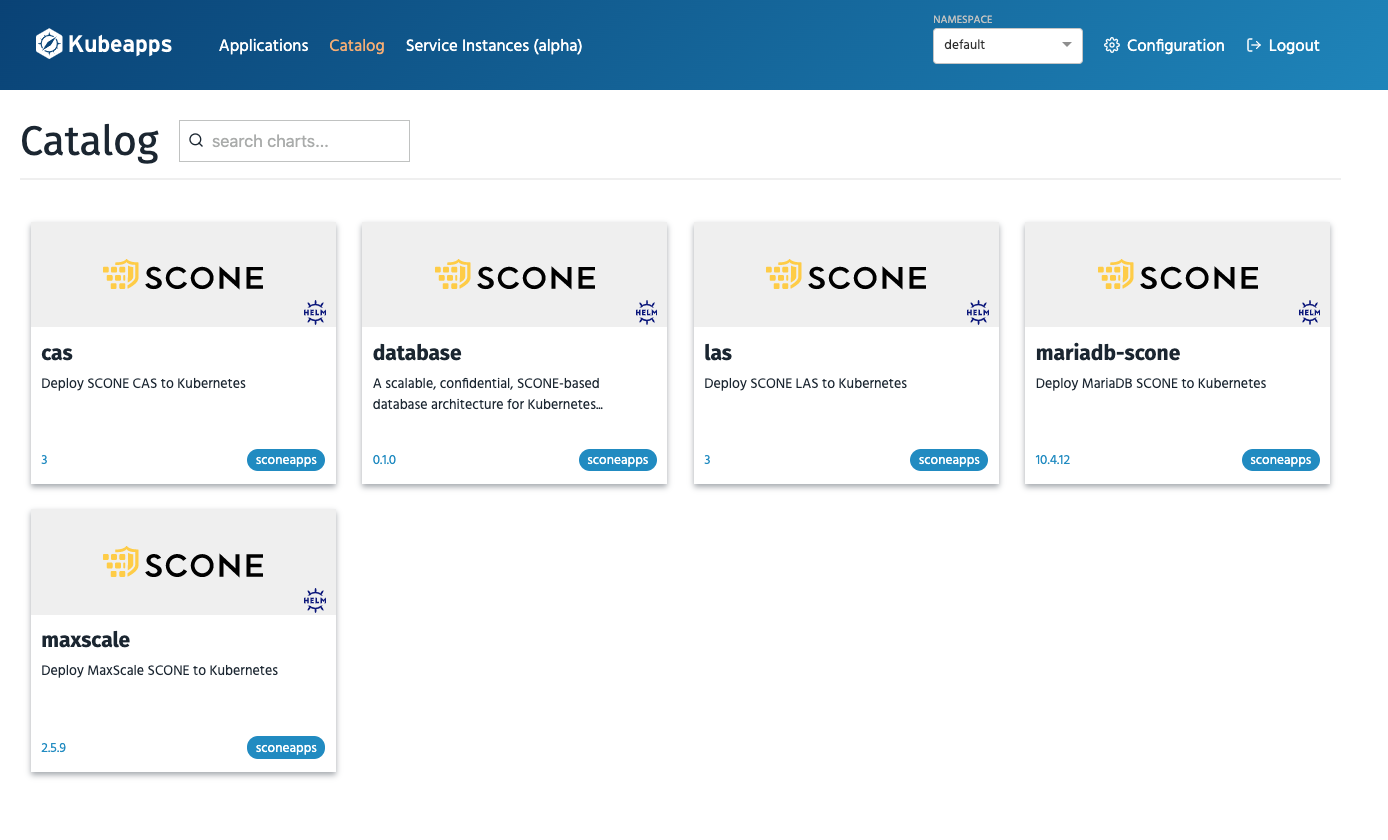 NAMESPACE
Kubeapps Applications Catalog Service Instances (alpha) default Configuration Logout
Catalog search charts...
SCONE SCONE SCONE SCONE
HELM HELM HELM HELM
cas database las mariadb-scone
Deploy SCONE CAS to Kubernetes A scalable, confidential, SCONE-based Deploy SCONE LAS to Kubernetes Deploy MariaDB SCONE to Kubernetes
database architecture for Kubernetes...
3 sconeapps 0.1.0 sconeapps 3 sconeapps 10.4.12 sconeapps
SCONE
HELM
maxscale
Deploy MaxScale SCONE to Kubernetes
2.5.9 sconeapps